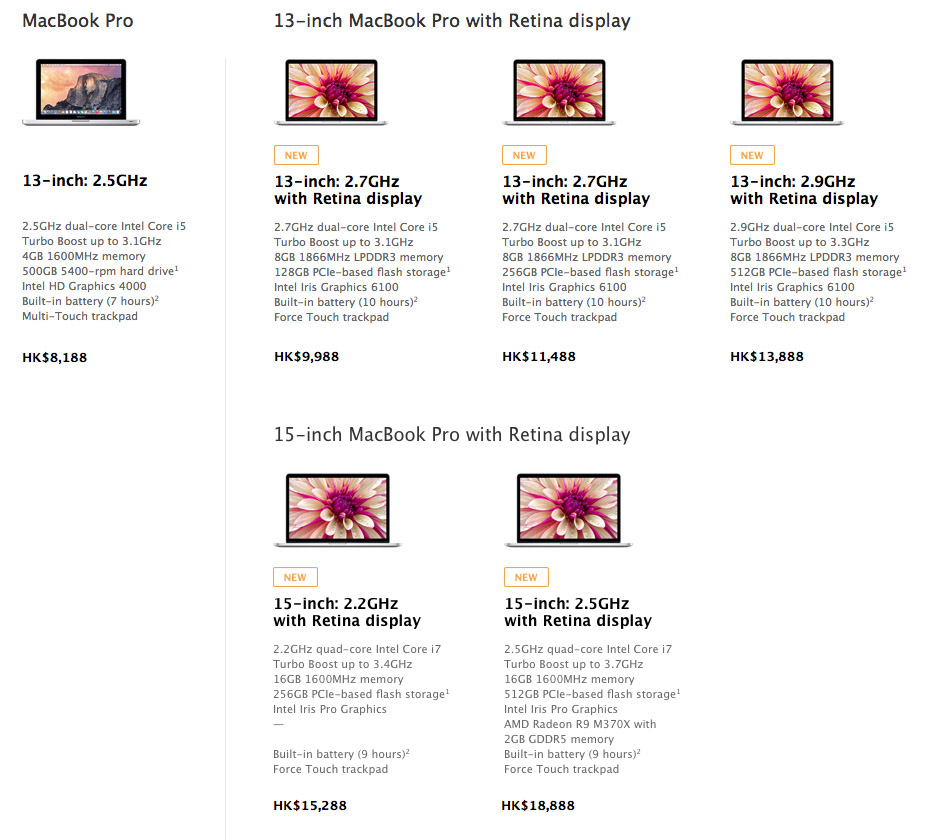 MacBook Pro
13-inch: 2.5GHz
2.5GHz dual-core Intel Core i5
Turbo Boost up to 3.1GHz
4GB 1600MHz memory
500GB 5400-rpm hard drive¹
Intel HD Graphics 4000
Built-in battery (7 hours)²
Multi-Touch trackpad
HK$8,188
13-inch MacBook Pro with Retina display
NEW
13-inch: 2.7GHz
with Retina display
2.7GHz dual-core Intel Core i5
Turbo Boost up to 3.1GHz
8GB 1866MHz LPDDR3 memory
128GB PCIe-based flash storage¹
Intel Iris Graphics 6100
Built-in battery (10 hours)²
Force Touch trackpad
HK$9,988
NEW
13-inch: 2.7GHz
with Retina display
2.7GHz dual-core Intel Core i5
Turbo Boost up to 3.1GHz
8GB 1866MHz LPDDR3 memory
256GB PCIe-based flash storage¹
Intel Iris Graphics 6100
Built-in battery (10 hours)²
Force Touch trackpad
HK$11,488
NEW
13-inch: 2.9GHz
with Retina display
2.9GHz dual-core Intel Core i5
Turbo Boost up to 3.3GHz
8GB 1866MHz LPDDR3 memory
512GB PCIe-based flash storage¹
Intel Iris Graphics 6100
Built-in battery (10 hours)²
Force Touch trackpad
HK$13,888
15-inch MacBook Pro with Retina display
NEW
15-inch: 2.2GHz
with Retina display
2.2GHz quad-core Intel Core i7
Turbo Boost up to 3.4GHz
16GB 1600MHz memory
256GB PCIe-based flash storage¹
Intel Iris Pro Graphics
—
Built-in battery (9 hours)²
Force Touch trackpad
HK$15,288
NEW
15-inch: 2.5GHz
with Retina display
2.5GHz quad-core Intel Core i7
Turbo Boost up to 3.7GHz
16GB 1600MHz memory
512GB PCIe-based flash storage¹
Intel Iris Pro Graphics
AMD Radeon R9 M370X with
2GB GDDR5 memory
Built-in battery (9 hours)²
Force Touch trackpad
HK$18,888